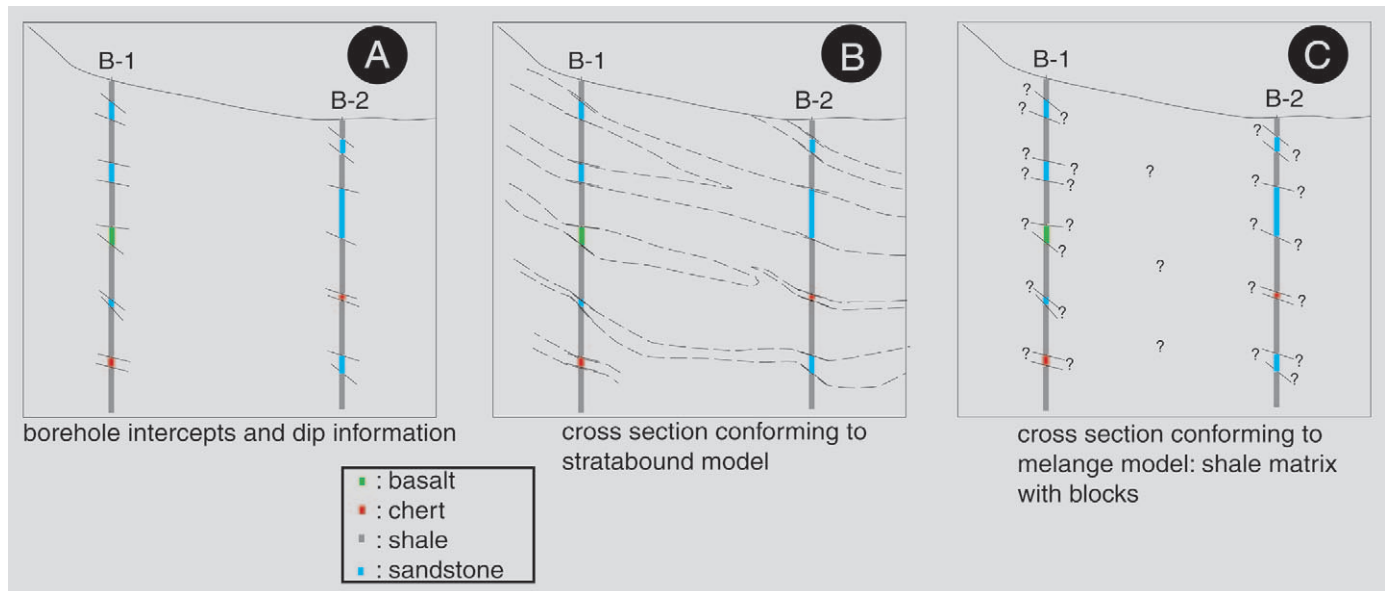 A
B-1
B-2
borehole intercepts and dip information
B
B-1
B-2
cross section conforming to
stratabound model
C
B-1
B-2
? ?
? ?
? ?
? ? ?
? ? ?
? ?
? ?
? ?
?
? ?
? ?
?
? ?
? ?
?
? ?
? ?
? ?
cross section conforming to
melange model: shale matrix
with blocks
: basalt
: chert
: shale
: sandstone